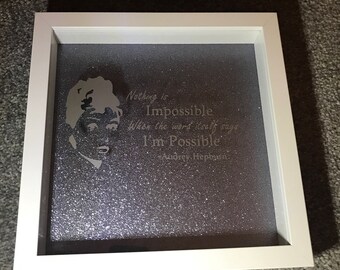 Nothing is
Impossible
When the word itself says
I'm Possible
-Audrey Hepburn